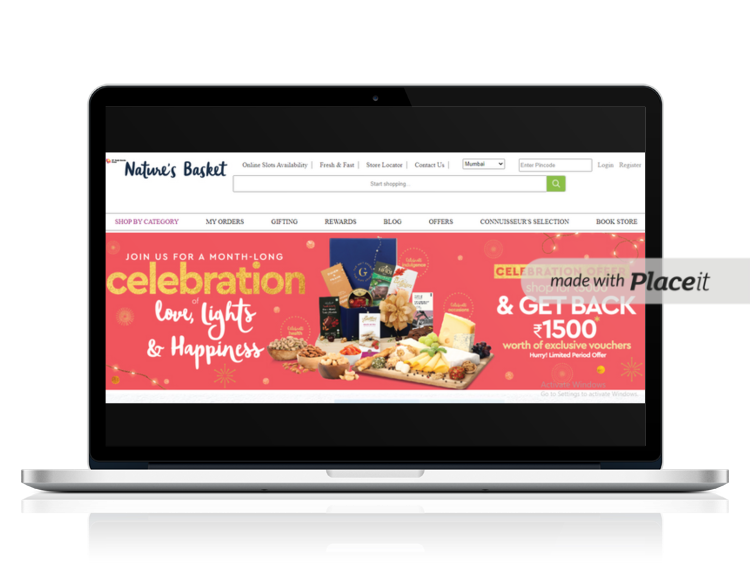 Nature's Basket
Online Slots Availability | Fresh & Fast | Store Locator | Contact Us | Mumbai Enter Pincode Login Register
Start shopping...
SHOP BY CATEGORY MY ORDERS GIFTING REWARDS BLOG OFFERS CONNUISSEUR'S SELECTION BOOK STORE
JOIN US FOR A MONTH-LONG
celebration
of
love, Lights
& Happiness
CELEBRATION OFFER
made with Placeit
& GET BACK
₹1500*
worth of exclusive vouchers
Hurry! Limited Period Offer
Activate Windows
Go to Settings to activate Windows.